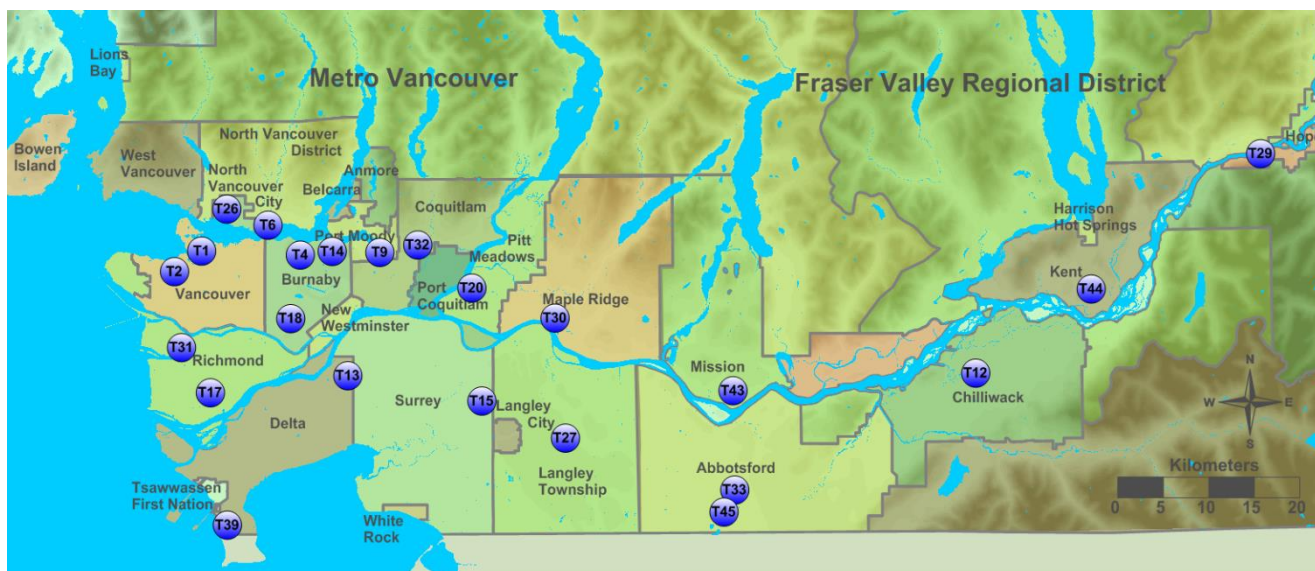 Lions
Bay
Metro Vancouver
Fraser Valley Regional District
Bowen
Island
West
Vancouver
North Vancouver
District
North
Vancouver
City
Anmore
Belcarra
Coquitlam
Port Moody
Pitt
Meadows
Harrison
Hot Springs
Hope
T29
T26
T6
T1
T2
T4
T14
T9
T32
T20
T18
T30
T31
T17
T13
T15
T27
T43
T12
T44
T33
T45
T39
Vancouver
Burnaby
New
Westminster
Port
Coquitlam
Maple Ridge
Kent
Richmond
Delta
Surrey
Langley
City
Langley
Township
Mission
Chilliwack
Abbotsford
Tsawwassen
First Nation
White
Rock
N
W
E
S
Kilometers
0 5 10 15 20